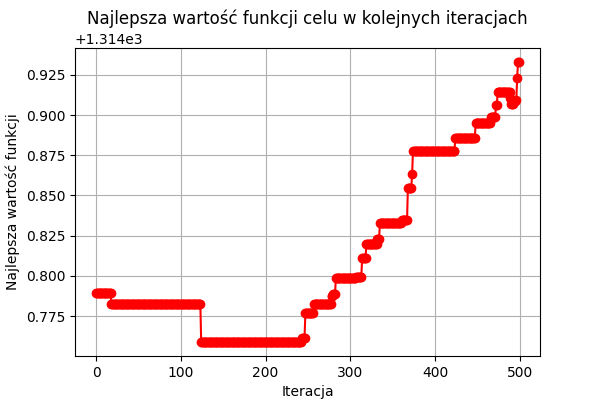 Najlepsza wartość funkcji celu w kolejnych iteracjach
+1.314e3
0.925
0.900
0.875
0.850
0.825
0.800
0.775
Najlepsza wartość funkcji
0 100 200 300 400 500
Iteracja